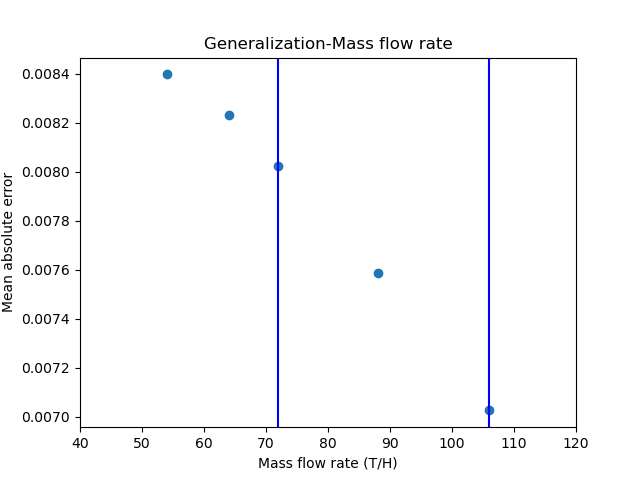 Generalization-Mass flow rate
Mean absolute error
0.0084
0.0082
0.0080
0.0078
0.0076
0.0074
0.0072
0.0070
40 50 60 70 80 90 100 110 120
Mass flow rate (T/H)